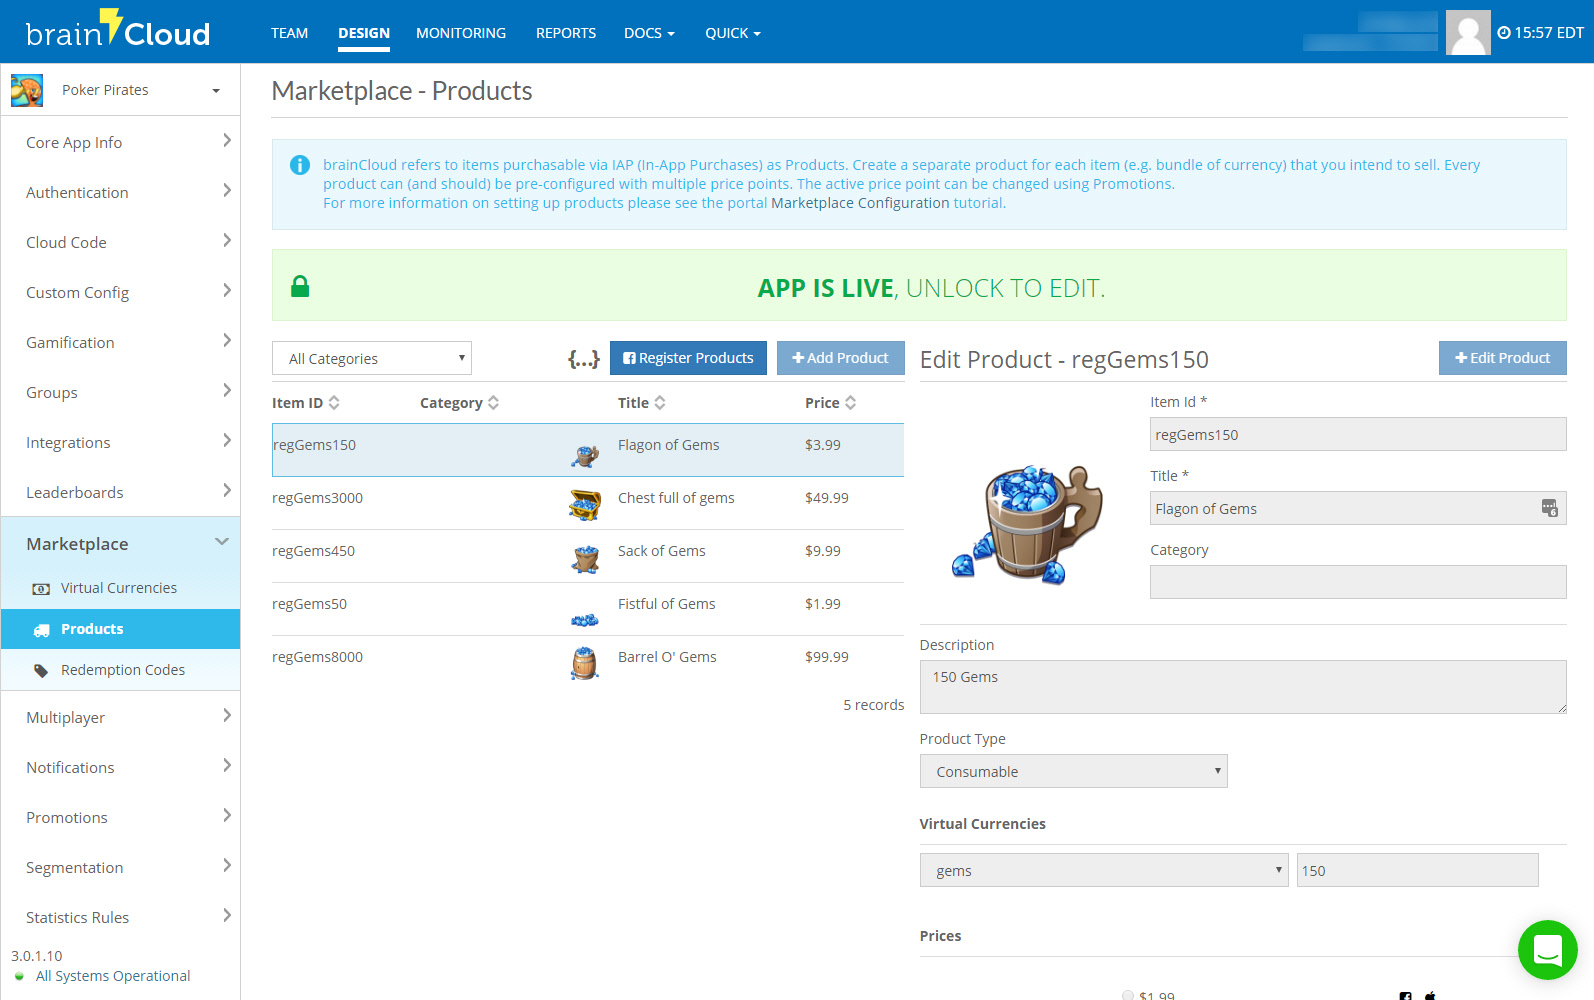 brainCloud
TEAM DESIGN MONITORING REPORTS DOCS QUICK
15:57 EDT
Poker Pirates
Core App Info
Authentication
Cloud Code
Custom Config
Gamification
Groups
Integrations
Leaderboards
Marketplace
Virtual Currencies
Products
Redemption Codes
Multiplayer
Notifications
Promotions
Segmentation
Statistics Rules
3.0.1.10
All Systems Operational
Marketplace - Products
brainCloud refers to items purchasable via IAP (In-App Purchases) as Products. Create a separate product for each item (e.g. bundle of currency) that you intend to sell. Every
product can (and should) be pre-configured with multiple price points. The active price point can be changed using Promotions.
For more information on setting up products please see the portal Marketplace Configuration tutorial.
APP IS LIVE, UNLOCK TO EDIT.
All Categories
{...}
Register Products
Add Product
Item ID Category Title Price
regGems150 Flagon of Gems $3.99
regGems3000 Chest full of gems $49.99
regGems450 Sack of Gems $9.99
regGems50 Fistful of Gems $1.99
regGems8000 Barrel O' Gems $99.99
5 records
Edit Product - regGems150
Edit Product
Item Id *
regGems150
Title *
Flagon of Gems
6
Category
Description
150 Gems
Product Type
Consumable
Virtual Currencies
gems
150
Prices
$1.99